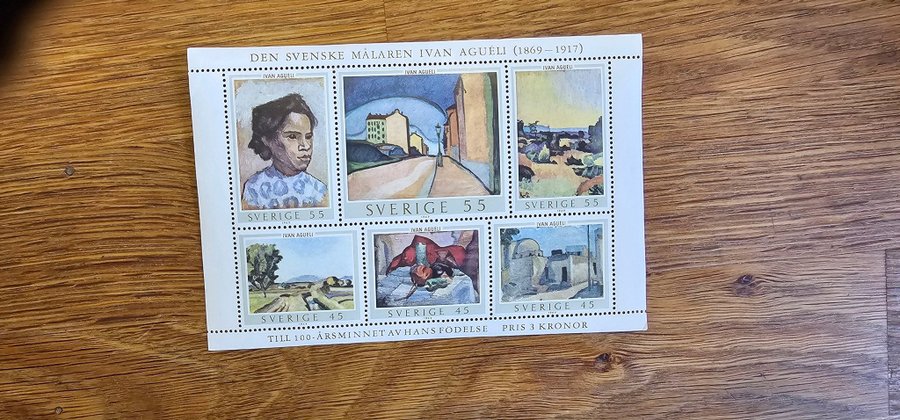 DEN SVENSKE MÅLAREN IVAN AGUELI (1869–1917)
IVAN AGUELI
SVERIGE 55
IVAN AGUELI
SVERIGE 55
IVAN AGUELI
SVERIGE 55
IVAN AGUELI
SVERIGE 45
IVAN AGUELI
SVERIGE 45
IVAN AGUELI
SVERIGE 45
TILL 100-ÅRSMINNET AV HANS FÖDELSE PRIS 3 KRONOR